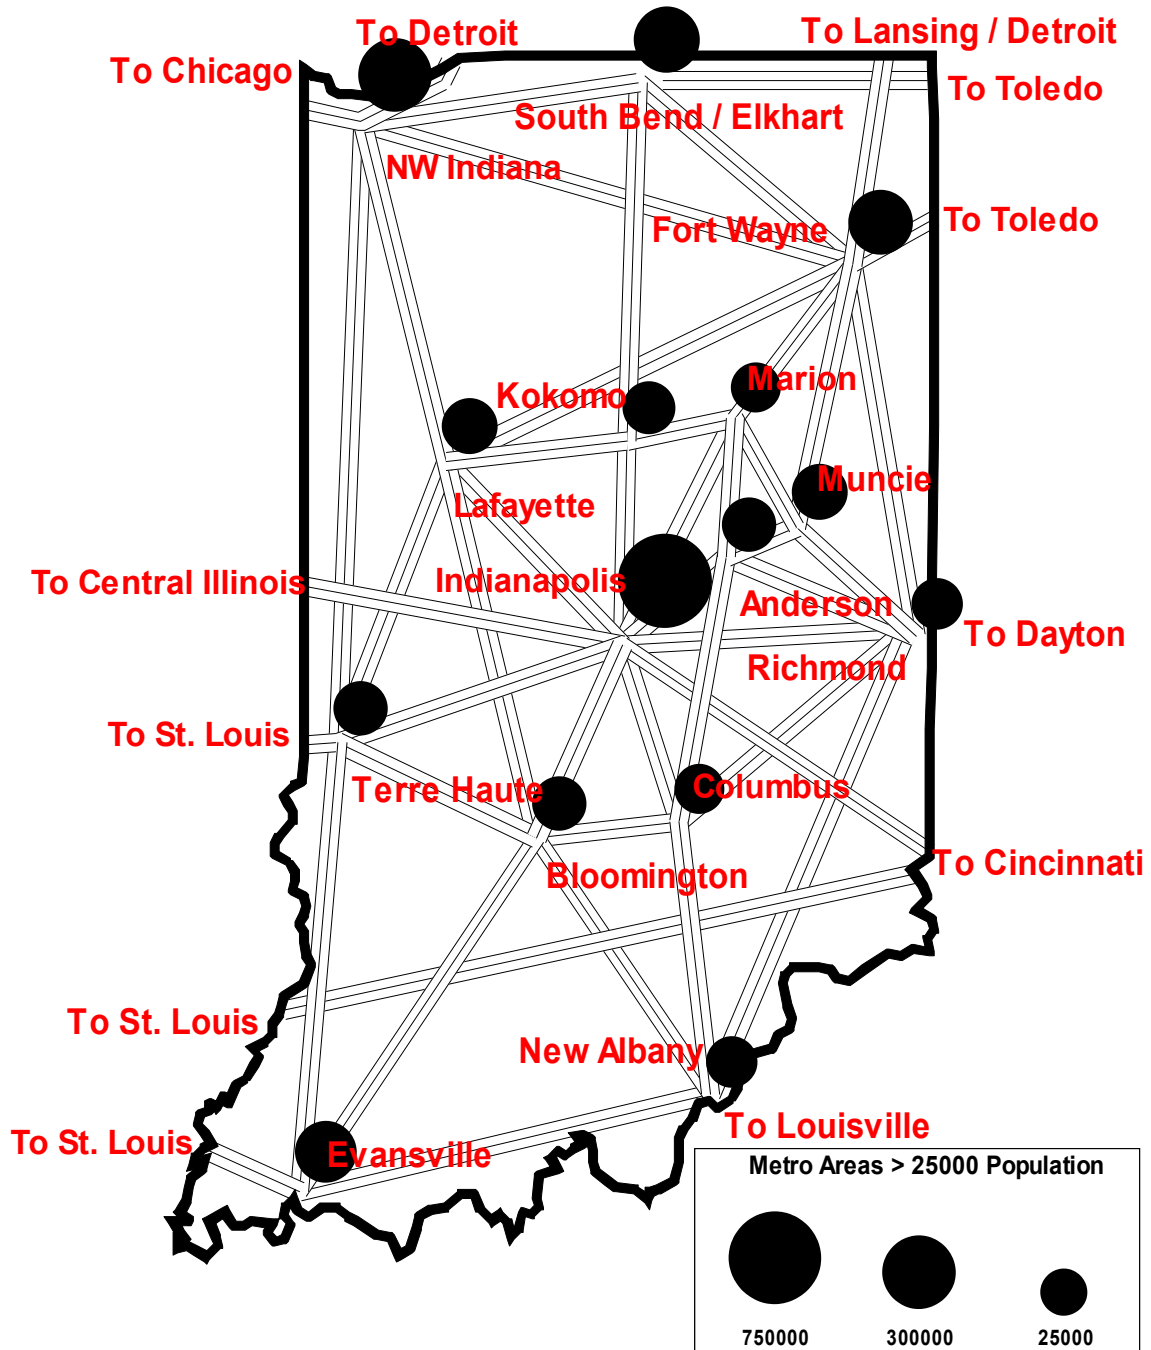 To Detroit
To Lansing / Detroit
To Chicago
To Toledo
South Bend / Elkhart
NW Indiana
Fort Wayne
To Toledo
Marion
Kokomo
Muncie
Lafayette
To Central Illinois
Indianapolis
Anderson
To Dayton
Richmond
To St. Louis
Terre Haute
Columbus
To Cincinnati
Bloomington
To St. Louis
New Albany
To Louisville
To St. Louis
Evansville
Metro Areas > 25000 Population
750000 300000 25000